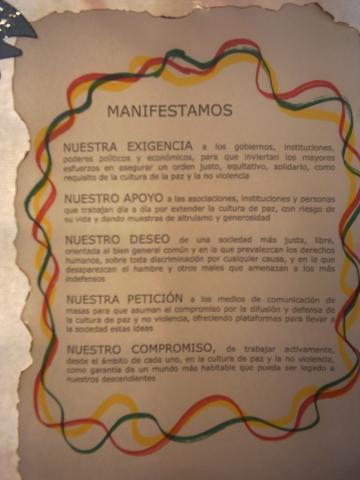 MANIFESTAMOS
NUESTRA EXIGENCIA a los gobiernos, instituciones,
poderes políticos y económicos, para que inviertan los mayores
esfuerzos en asegurar un orden justo, equitativo, solidario, como
requisito de la cultura de la paz y la no violencia
NUESTRO APOYO a las asociaciones, instituciones y personas
que trabajan día a día por extender la cultura de paz, con riesgo de
su vida y dando muestras de altruismo y generosidad
NUESTRO DESEO de una sociedad más justa, libre,
orientada al bien general común y en la que prevalezcan los derechos
humanos, sobre toda discriminación por cualquier causa, y en la que
desaparezcan el hambre y otros males que amenazan a los más
indefensos
NUESTRA PETICIÓN a los medios de comunicación de
masas para que asuman el compromiso por la difusión y defensa de
la cultura de paz y no violencia, ofreciendo plataformas para llevar a
la sociedad estas ideas
NUESTRO COMPROMISO, de trabajar activamente,
desde el ámbito de cada uno, en la cultura de paz y la no violencia,
como garantía de un mundo más habitable que pueda ser legado a
nuestros descendientes